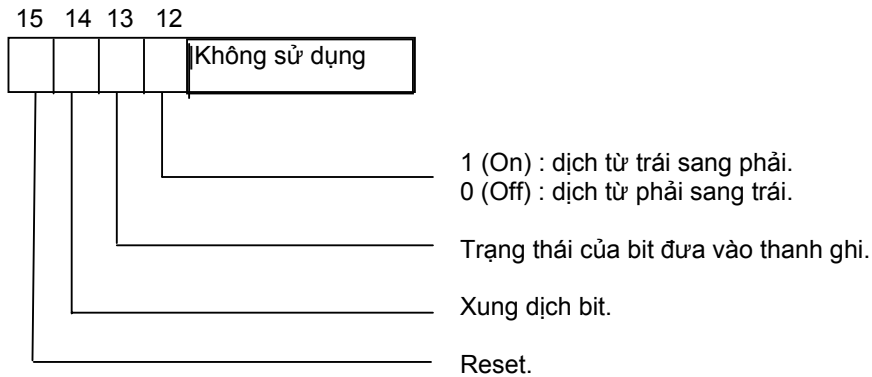 15 14 13 12
Không sử dụng
1 (On) : dịch từ trái sang phải.
0 (Off) : dịch từ phải sang trái.
Trạng thái của bit đưa vào thanh ghi.
Xung dịch bit.
Reset.